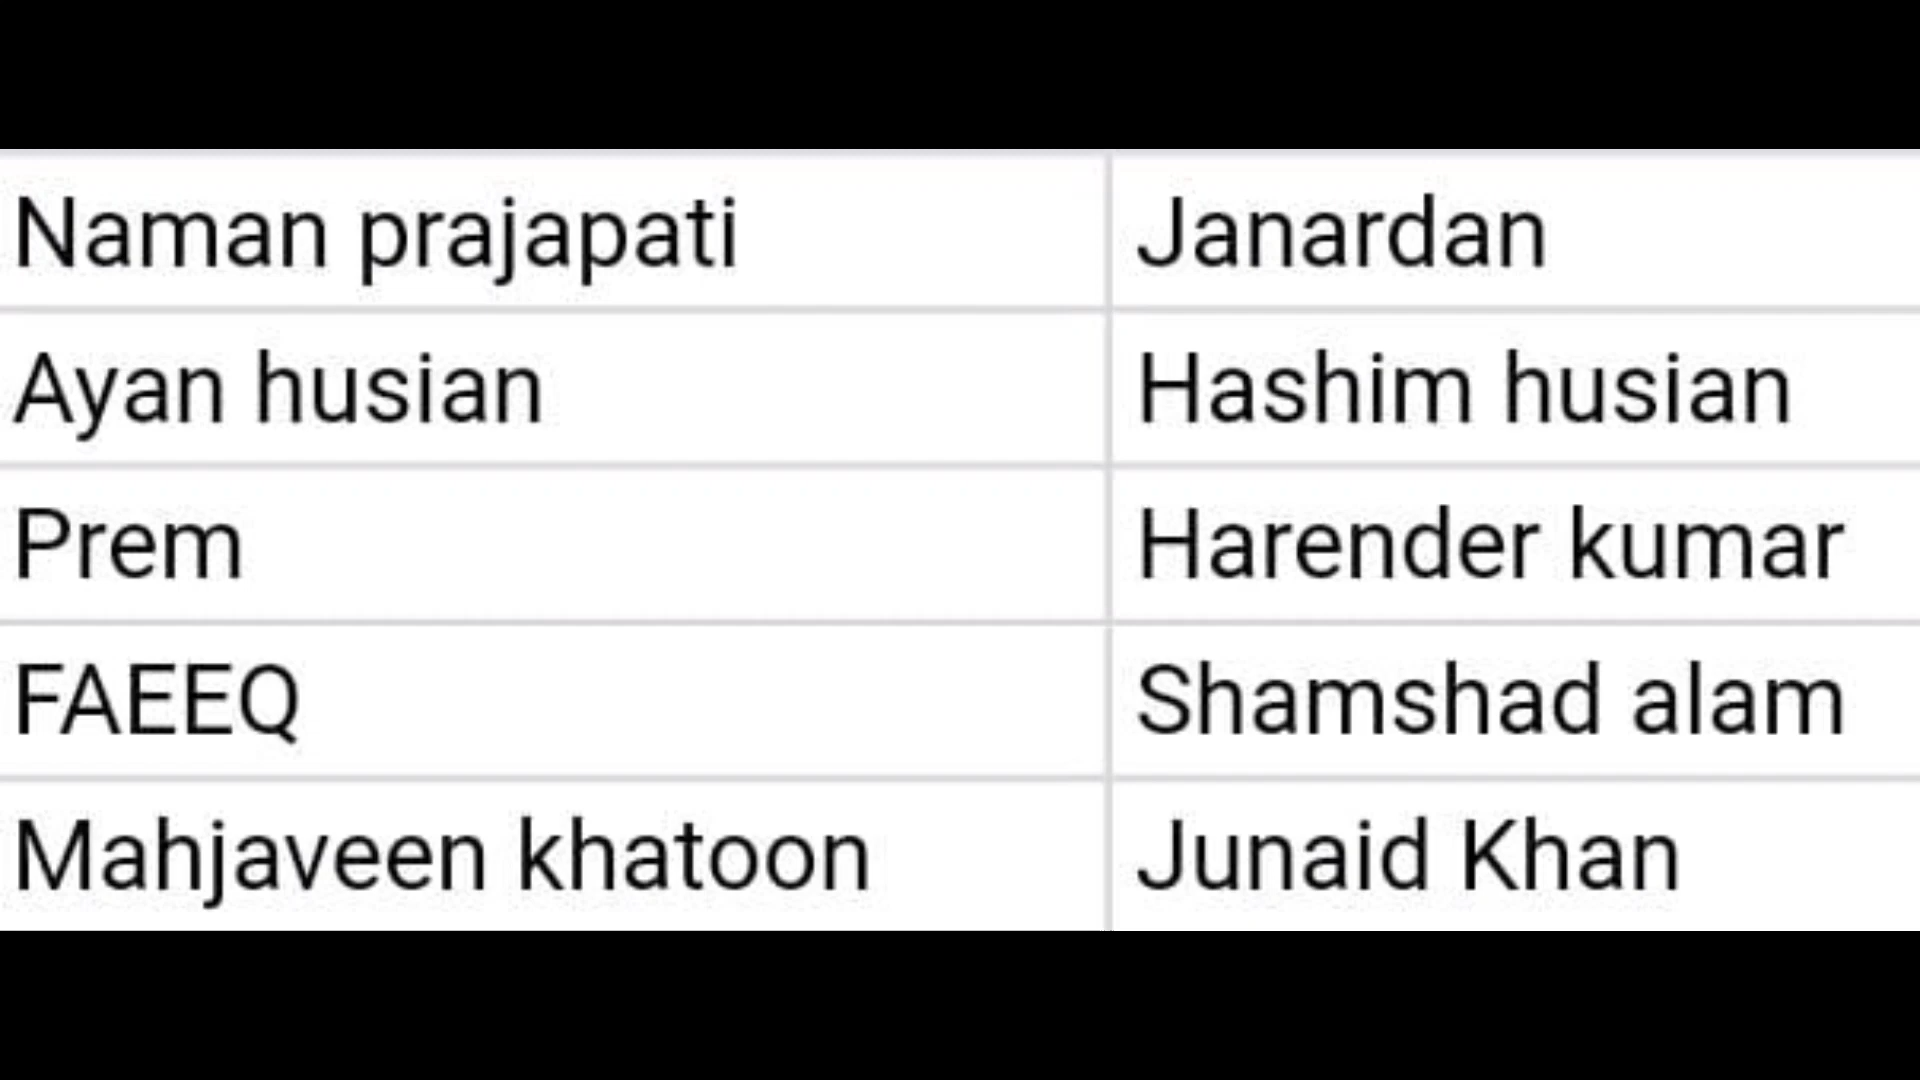 Naman prajapati Janardan
Ayan husian Hashim husian
Prem Harender kumar
FAEEQ Shamshad alam
Mahjaveen khatoon Junaid Khan